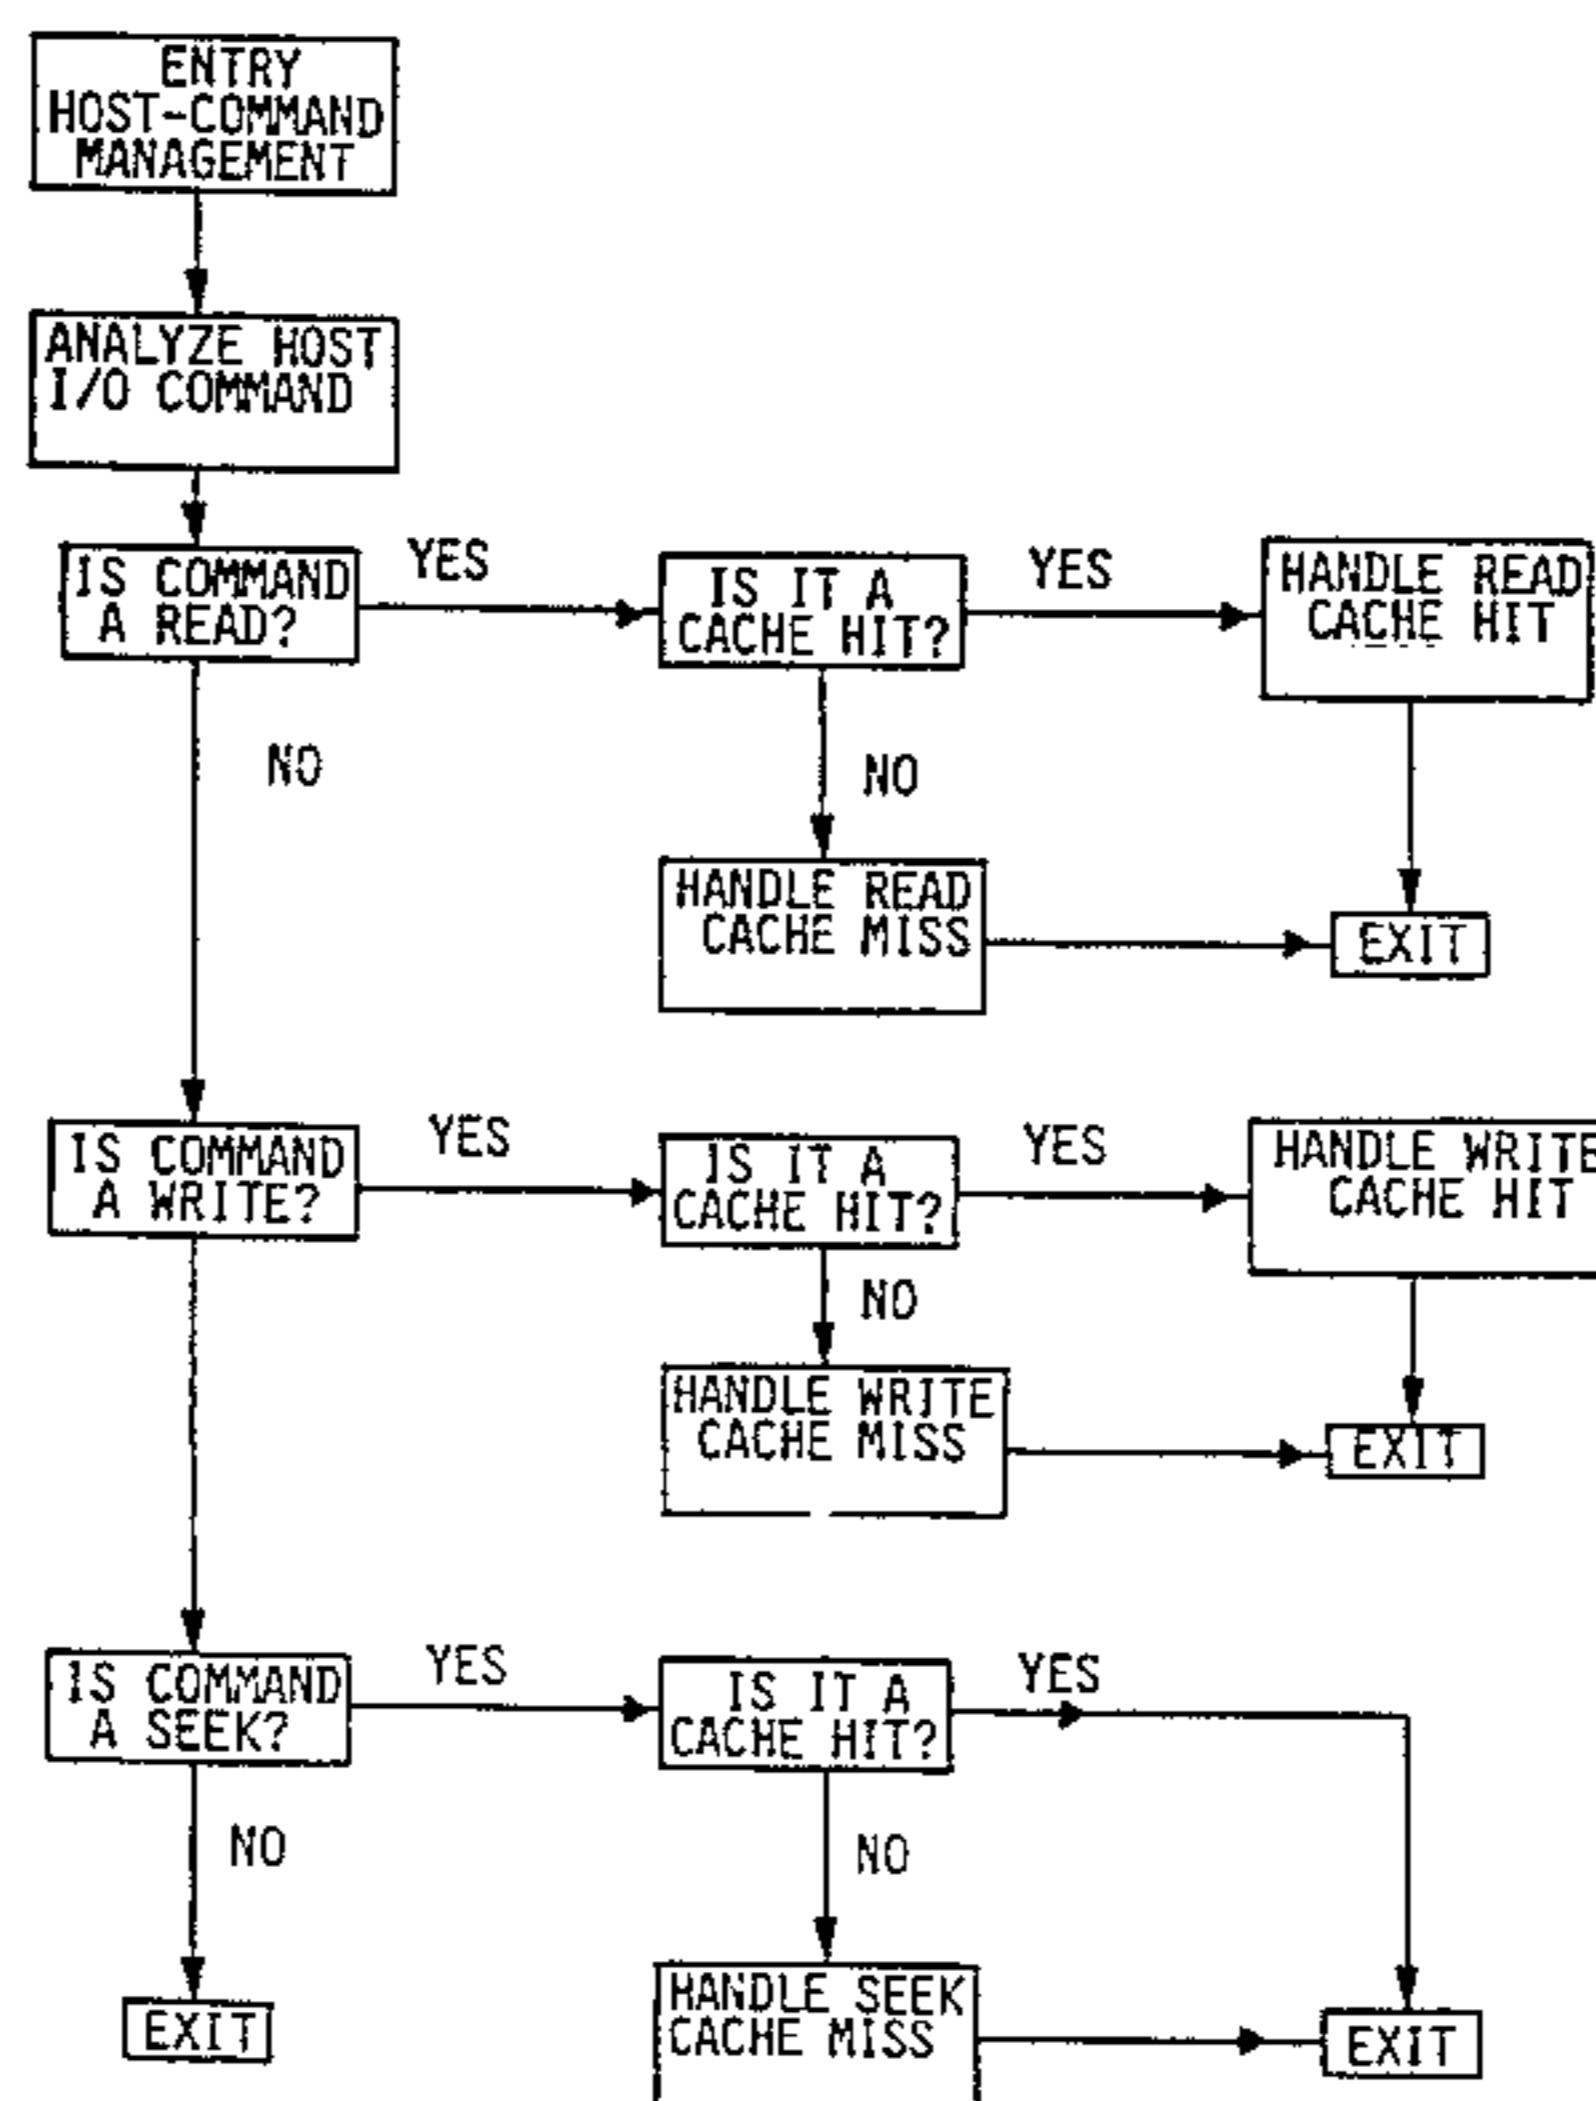 ENTRY
HOST-COMMAND
MANAGEMENT
ANALYZE HOST
I/O COMMAND
IS COMMAND
A READ?
YES
IS IT A
CACHE HIT?
YES
HANDLE READ
CACHE HIT
NO
NO
HANDLE READ
CACHE MISS
EXIT
IS COMMAND
A WRITE?
YES
IS IT A
CACHE HIT?
YES
HANDLE WRITE
CACHE HIT
NO
HANDLE WRITE
CACHE MISS
EXIT
IS COMMAND
A SEEK?
YES
IS IT A
CACHE HIT?
YES
NO
NO
HANDLE SEEK
CACHE MISS
EXIT
EXIT